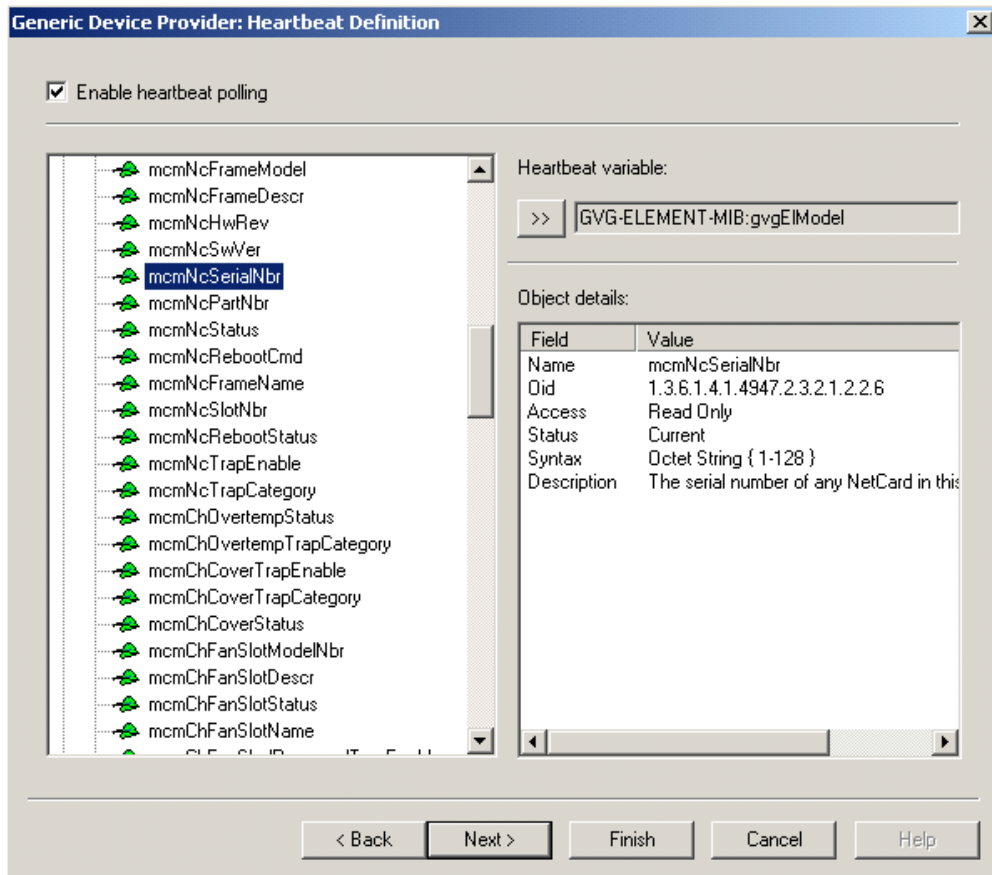 Generic Device Provider: Heartbeat Definition
Enable heartbeat polling
mcmNcFrameModel
mcmNcFrameDescr
mcmNcHwRev
mcmNcSwVer
mcmNcSerialNbr
mcmNcPartNbr
mcmNcStatus
mcmNcRebootCmd
mcmNcFrameName
mcmNcSlotNbr
mcmNcRebootStatus
mcmNcTrapEnable
mcmNcTrapCategory
mcmChOvertempStatus
mcmChOvertempTrapCategory
mcmChCoverTrapEnable
mcmChCoverTrapCategory
mcmChCoverStatus
mcmChFanSlotModelNbr
mcmChFanSlotDescr
mcmChFanSlotStatus
mcmChFanSlotName
Heartbeat variable:
>> GVG-ELEMENT-MIB:gvgElModel
Object details:
Field Value
Name mcmNcSerialNbr
Oid 1.3.6.1.4.1.4947.2.3.2.1.2.2.6
Access Read Only
Status Current
Syntax Octet String { 1-128 }
Description The serial number of any NetCard in this
< Back Next > Finish Cancel Help